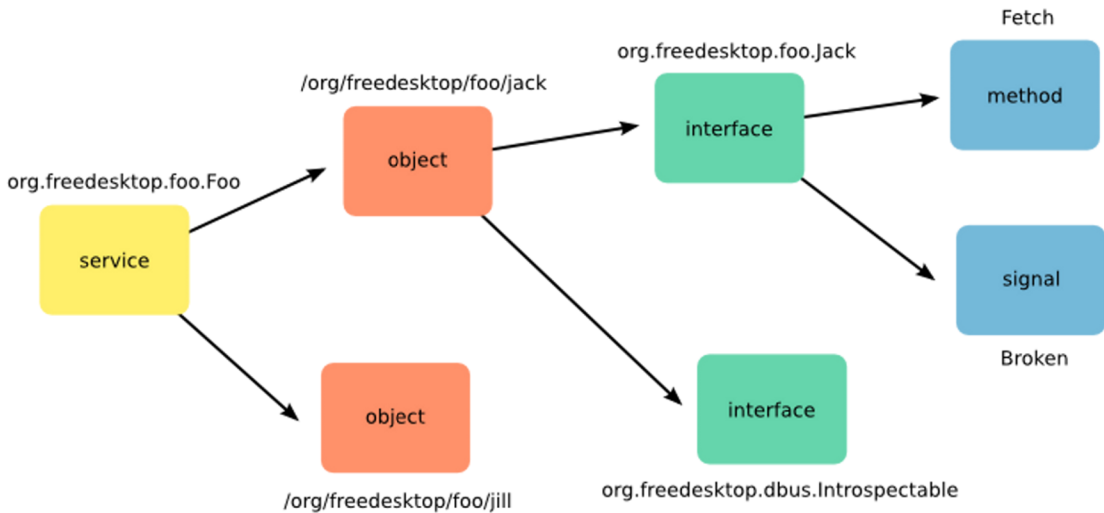 Fetch
method
org.freedesktop.foo.Jack
interface
/org/freedesktop/foo/jack
object
org.freedesktop.foo.Foo
service
signal
Broken
object
/org/freedesktop/foo/jill
interface
org.freedesktop.dbus.Introspectable